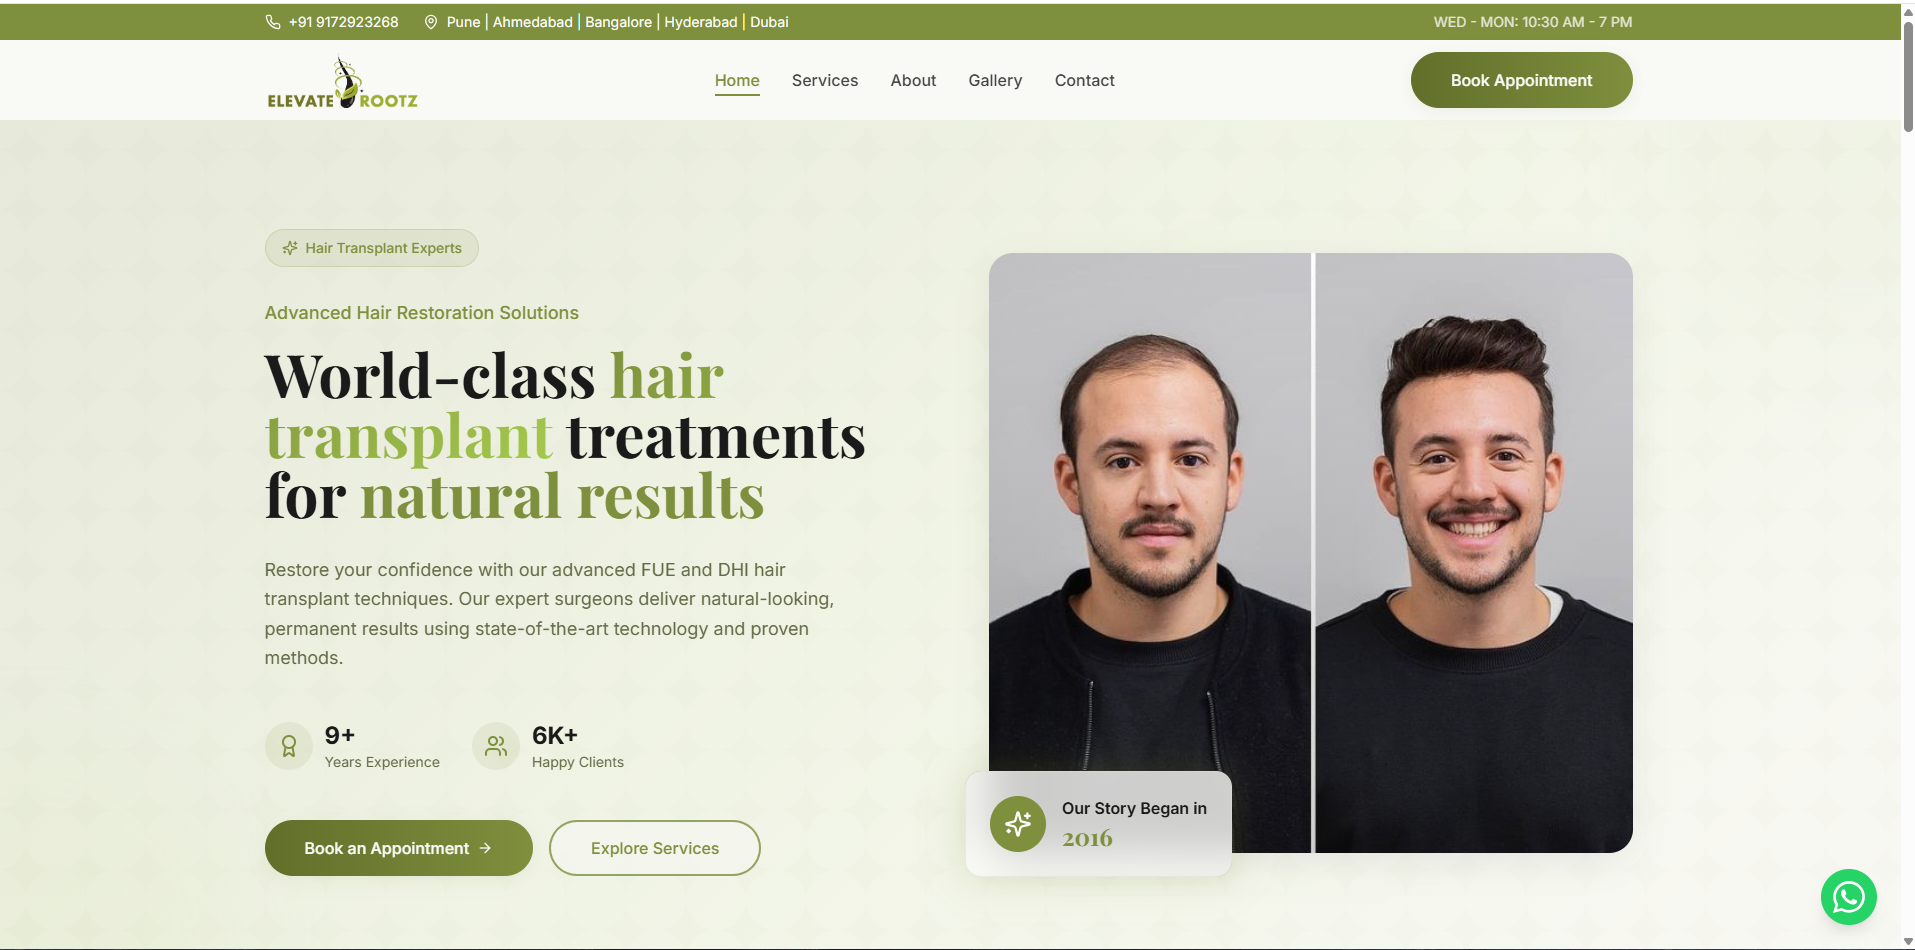 +91 9172923268
Pune | Ahmedabad | Bangalore | Hyderabad | Dubai
WED - MON: 10:30 AM - 7 PM
ELEVATE ROOTZ
Home
Services
About
Gallery
Contact
Book Appointment
Hair Transplant Experts
Advanced Hair Restoration Solutions
World-class hair
transplant treatments
for natural results
Restore your confidence with our advanced FUE and DHI hair
transplant techniques. Our expert surgeons deliver natural-looking,
permanent results using state-of-the-art technology and proven
methods.
9+
Years Experience
6K+
Happy Clients
Book an Appointment
Explore Services
Our Story Began in
2016